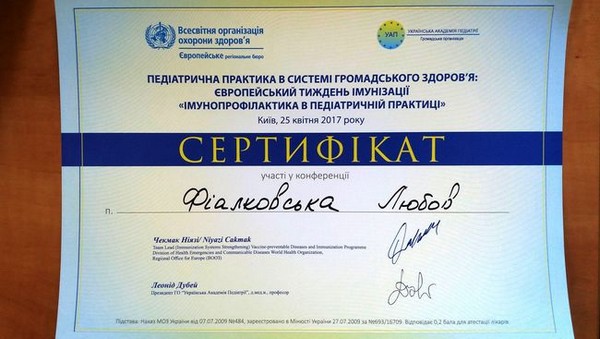 Всесвітня організація
охорони здоров'я
Європейське регіональне бюро
УАП
УКРАЇНСЬКА АКАДЕМІЯ ПЕДІАТРІЇ
Громадська організація
ПЕДІАТРИЧНА ПРАКТИКА В СИСТЕМІ ГРОМАДСЬКОГО ЗДОРОВ'Я:
ЄВРОПЕЙСЬКИЙ ТИЖДЕНЬ ІМУНІЗАЦІЇ
«ІМУНОПРОФІЛАКТИКА В ПЕДІАТРИЧНІЙ ПРАКТИЦІ»
Київ, 25 квітня 2017 року
СЕРТИФІКАТ
участі у конференції
п. Фіалковська Любов
Чекмак Ніязі/ Niyazi Cakmak
Team Lead (Immunization Systems Strengthening) Vaccine-preventable Diseases and Immunization Programme
Division of Health Emergencies and Communicable Diseases World Health Organization,
Regional Office for Europe
Леонід Дубей
Президент ГО "Українська Академія Педіатрії", д.мед.н., професор
Підстава: Наказ МОЗ України від 07.07.2009 №484, зареєстровано в Мінюсті України 27.07.2009 за №693/16709. Відповідає 0,2 бала для атестації лікарів